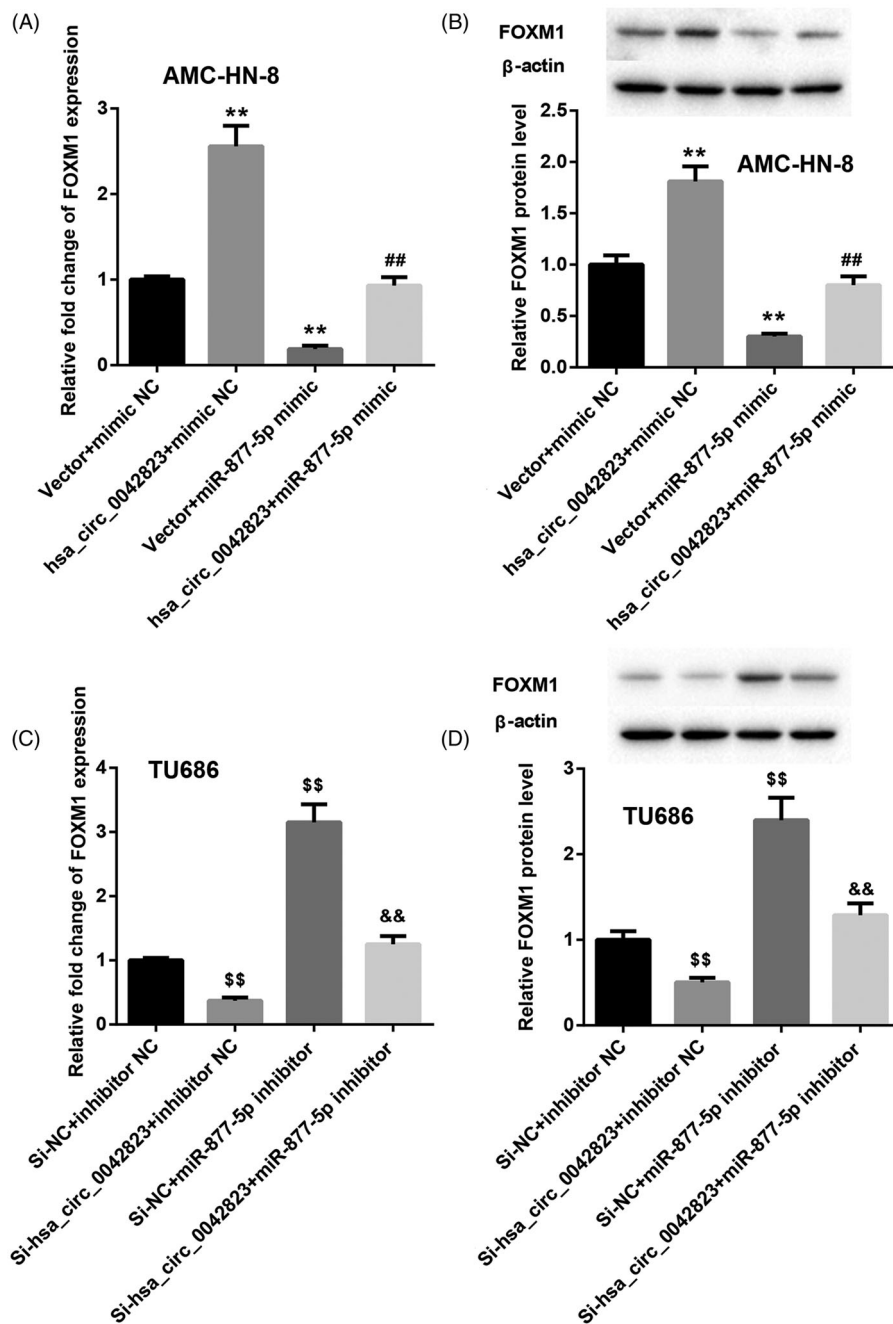 (A)
AMC-HN-8
Relative fold change of FOXM1 expression
3
2
1
0
**
**
##
Vector+mimic NC
hsa_circ_0042823+mimic NC
Vector+miR-877-5p mimic
hsa_circ_0042823+miR-877-5p mimic
(B)
FOXM1
β-actin
AMC-HN-8
Relative FOXM1 protein level
2.0
1.5
1.0
0.5
0.0
**
**
##
Vector+mimic NC
hsa_circ_0042823+mimic NC
Vector+miR-877-5p mimic
hsa_circ_0042823+miR-877-5p mimic
(C)
TU686
Relative fold change of FOXM1 expression
4
3
2
1
0
$$
$$
&&
Si-NC+inhibitor NC
Si-hsa_circ_0042823+inhibitor NC
Si-NC+miR-877-5p inhibitor
Si-hsa_circ_0042823+miR-877-5p inhibitor
(D)
FOXM1
β-actin
TU686
Relative FOXM1 protein level
3
2
1
0
$$
$$
&&
Si-NC+inhibitor NC
Si-hsa_circ_0042823+inhibitor NC
Si-NC+miR-877-5p inhibitor
Si-hsa_circ_0042823+miR-877-5p inhibitor